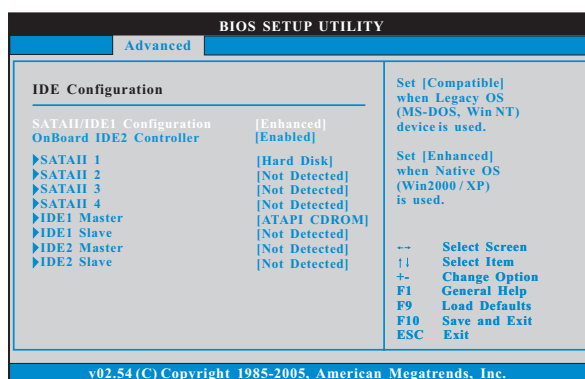 BIOS SETUP UTILITY
Advanced
IDE Configuration
SATAII/IDE1 Configuration [Enhanced]
OnBoard IDE2 Controller [Enabled]
SATAII 1 [Hard Disk]
SATAII 2 [Not Detected]
SATAII 3 [Not Detected]
SATAII 4 [Not Detected]
IDE1 Master [ATAPI CDROM]
IDE1 Slave [Not Detected]
IDE2 Master [Not Detected]
IDE2 Slave [Not Detected]
Set [Compatible]
when Legacy OS
(MS-DOS, Win NT)
device is used.
Set [Enhanced]
when Native OS
(Win2000 / XP)
is used.
↔ Select Screen
↑↓ Select Item
+- Change Option
F1 General Help
F9 Load Defaults
F10 Save and Exit
ESC Exit
v02.54 (C) Copyright 1985-2005, American Megatrends, Inc.